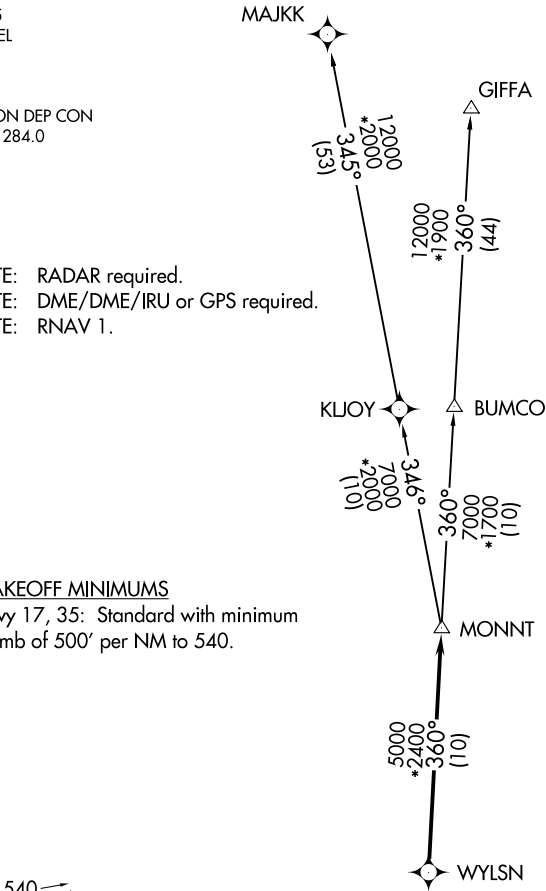 MAJKK
EL
GIFFA
ON DEP CON
284.0
12000
*2000
345°
(53)
12000
*1900
360°
(44)
TE: RADAR required.
TE: DME/DME/IRU or GPS required.
TE: RNAV 1.
KLJOY
BUMCO
7000
*2000
346°
(10)
360°
7000
*1700
(10)
AKEOFF MINIMUMS
wy 17, 35: Standard with minimum
mb of 500' per NM to 540.
MONNT
5000
*2400
360°
(10)
WYLSN
540